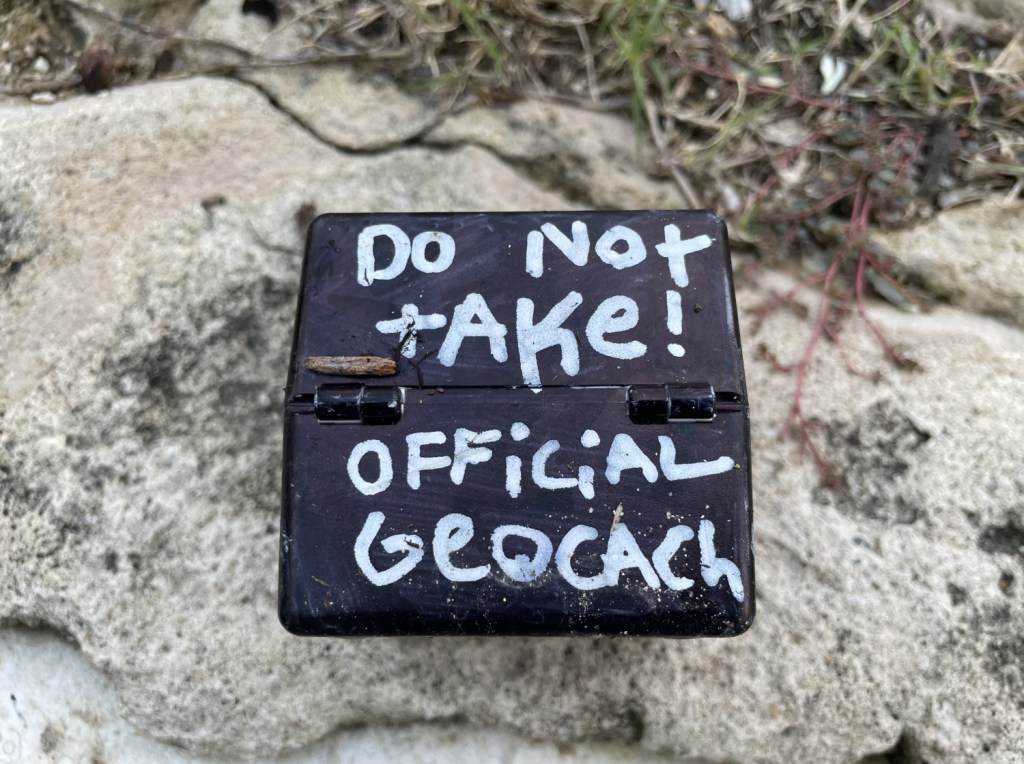 DO NOt
tAKe!
OFFiCiAL
GeOCACh